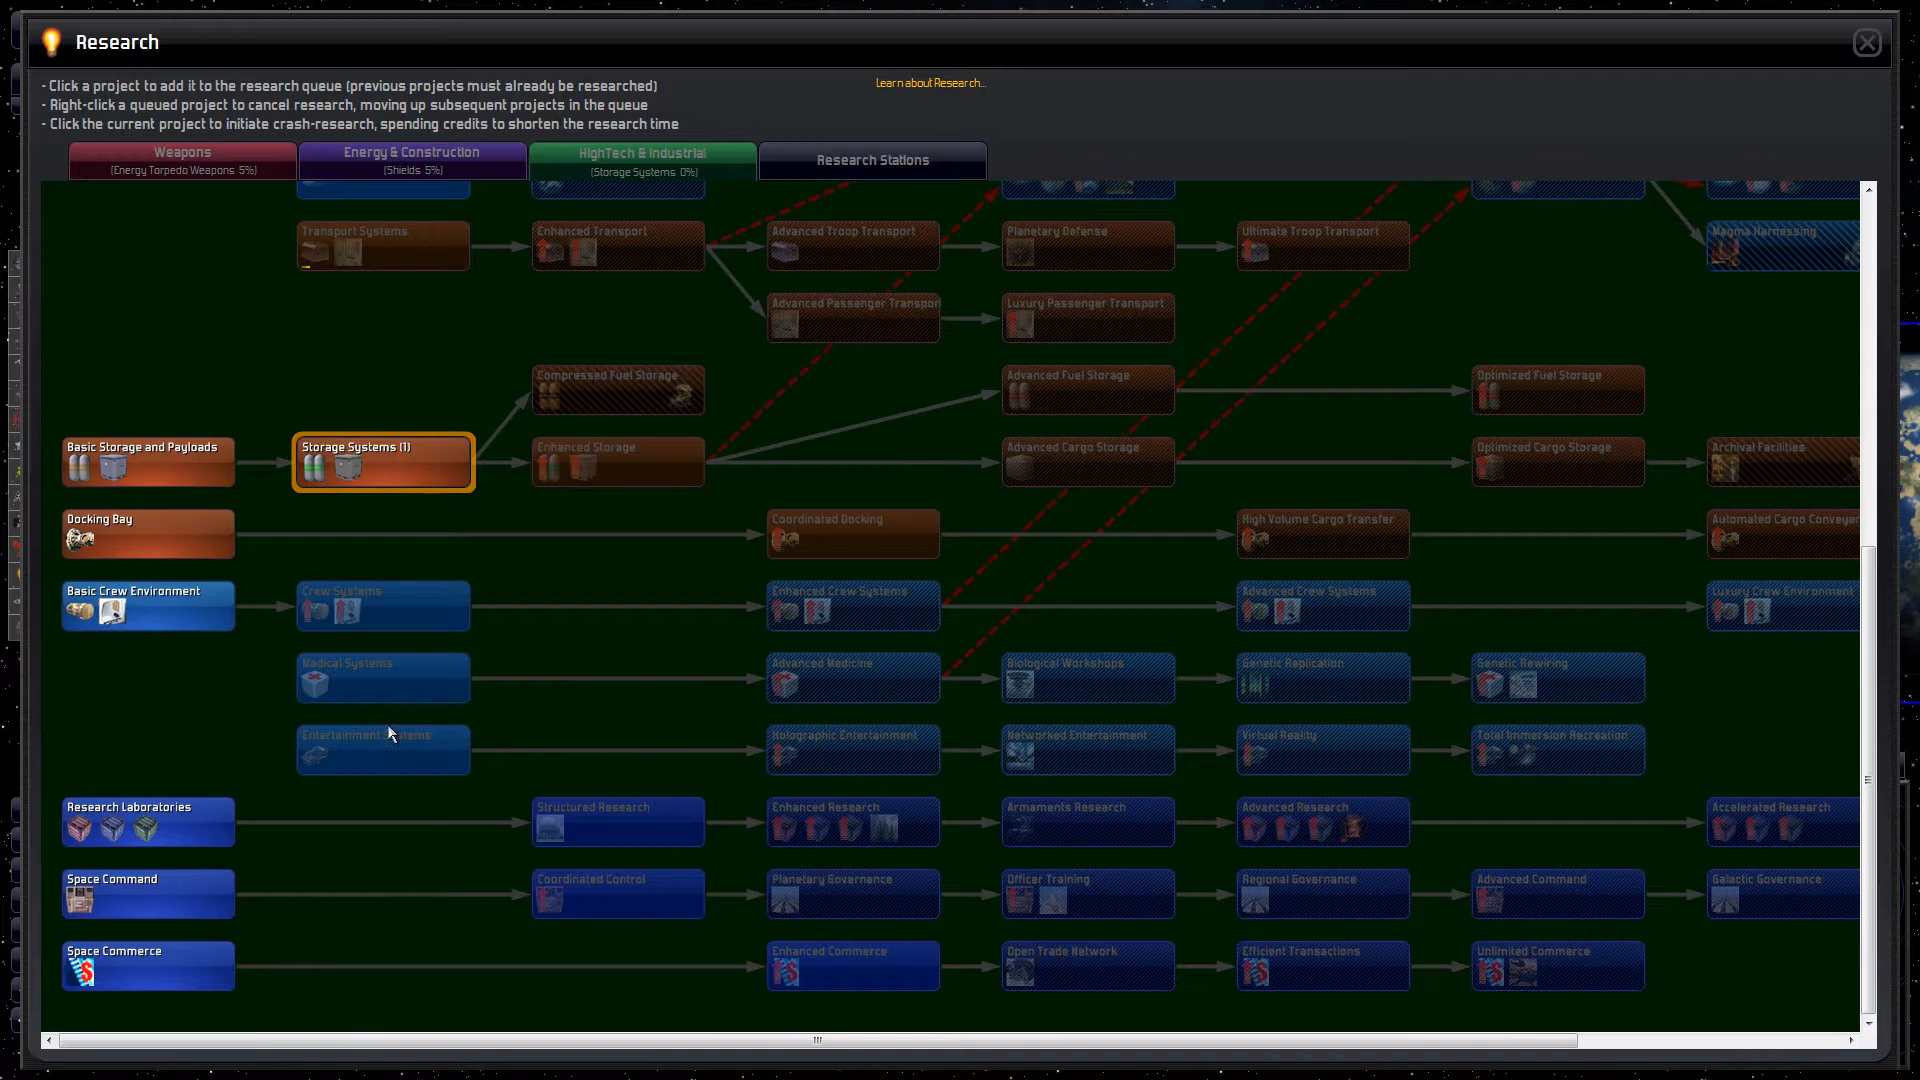 Research
- Click a project to add it to the research queue (previous projects must already be researched)
Learn about Research...
- Right-click a queued project to cancel research, moving up subsequent projects in the queue
- Click the current project to initiate crash-research, spending credits to shorten the research time
Weapons
(Energy Torpedo Weapons 5%)
Energy & Construction
(Shields 5%)
HighTech & Industrial
(Storage Systems 0%)
Research Stations
Transport Systems
Enhanced Transport
Advanced Troop Transport
Planetary Defense
Ultimate Troop Transport
Magma Harnessing
Advanced Passenger Transpor
Luxury Passenger Transport
Compressed Fuel Storage
Advanced Fuel Storage
Optimized Fuel Storage
Basic Storage and Payloads
Storage Systems (1)
Enhanced Storage
Advanced Cargo Storage
Optimized Cargo Storage
Archival Facilities
Docking Bay
Coordinated Docking
High Volume Cargo Transfer
Automated Cargo Conveyer
Basic Crew Environment
Crew Systems
Enhanced Crew Systems
Advanced Crew Systems
Luxury Crew Environment
Medical Systems
Advanced Medicine
Biological Workshops
Genetic Replication
Genetic Rewiring
Entertainment Systems
Holographic Entertainment
Networked Entertainment
Virtual Reality
Total Immersion Recreation
Research Laboratories
Structured Research
Enhanced Research
Armaments Research
Advanced Research
Accelerated Research
Space Command
Coordinated Control
Planetary Governance
Officer Training
Regional Governance
Advanced Command
Galactic Governance
Space Commerce
Enhanced Commerce
Open Trade Network
Efficient Transactions
Unlimited Commerce